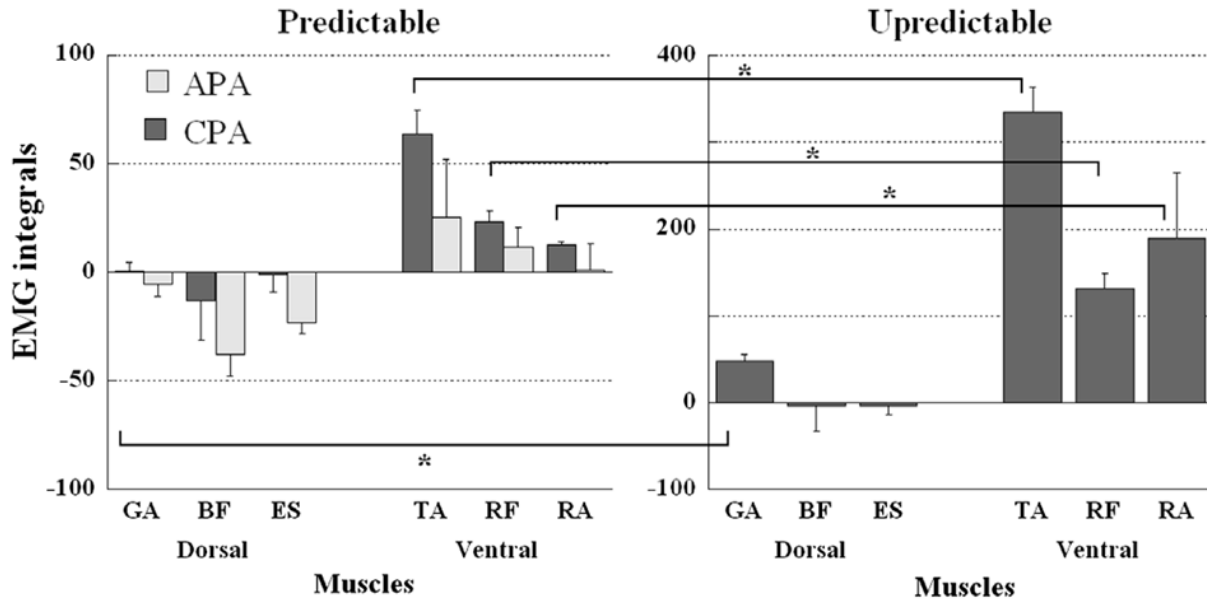 Predictable
Upredictable
100
50
0
-50
-100
EMG integrals
APA
CPA
*
*
*
*
400
200
0
-100
GA BF ES TA RF RA
Dorsal Ventral
Muscles
GA BF ES TA RF RA
Dorsal Ventral
Muscles